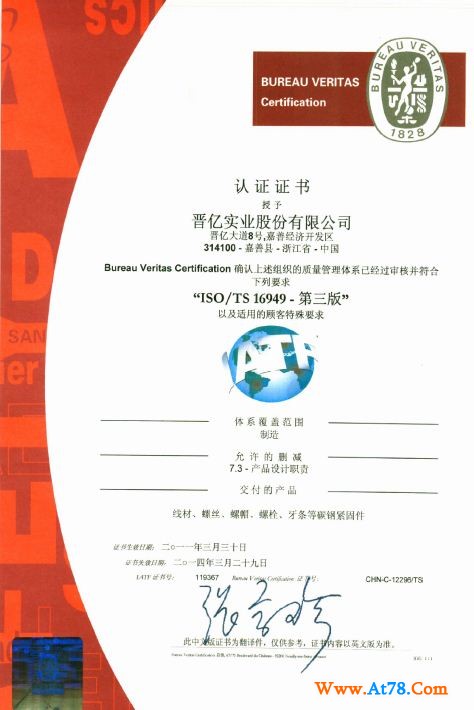 BUREAU VERITAS
Certification
BUREAU VERITAS
1828
认证证书
授予
晋亿实业股份有限公司
晋亿大道8号,嘉善经济开发区
314100 - 嘉善县 - 浙江省 - 中国
Bureau Veritas Certification 确认上述组织的质量管理体系已经过审核并符合
下列要求
“ISO/TS 16949 - 第三版”
以及适用的顾客特殊要求
IATF
体系覆盖范围
制造
允许的删减
7.3 - 产品设计职责
交付的产品
线材、螺丝、螺帽、螺栓、牙条等碳钢紧固件
证书生效日期: 二〇一一年三月三十日
证书失效日期: 二〇一四年三月二十九日
IATF 证书号: 119367 Bureau Veritas Certification 证书号: CHN-C-12296/TS
此中文版证书为翻译件，仅供参考，证书内容以英文版为准。
Www.At78.Com